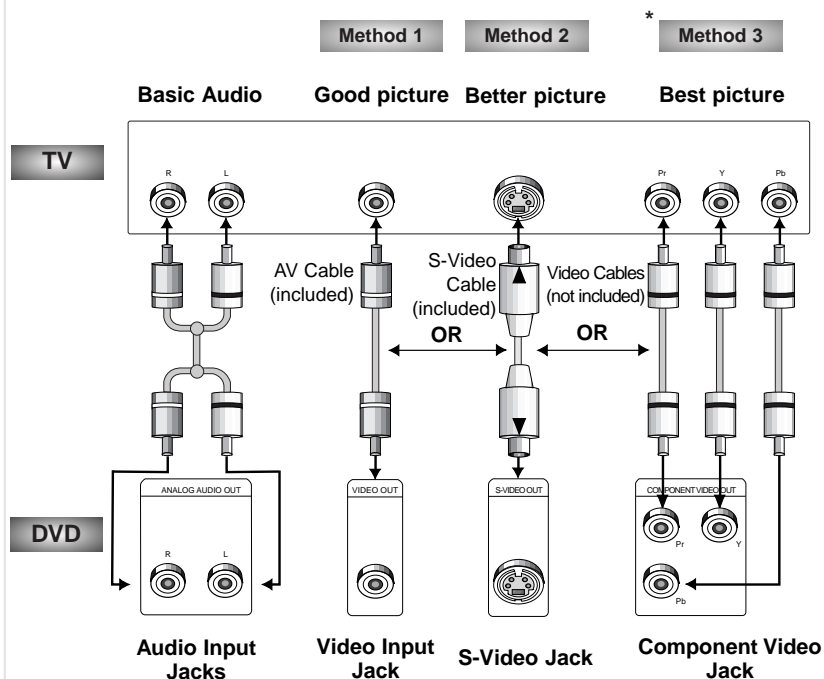 *
Method 1 Method 2 Method 3
Basic Audio Good picture Better picture Best picture
TV
R L Pr Y Pb
AV Cable
(included)
S-Video
Cable
(included)
Video Cables
(not included)
OR OR
DVD
ANALOG AUDIO OUT VIDEO OUT S-VIDEO OUT COMPONENT VIDEO OUT
R L
Pr Y
Pb
Audio Input
Jacks
Video Input
Jack
S-Video Jack
Component Video
Jack